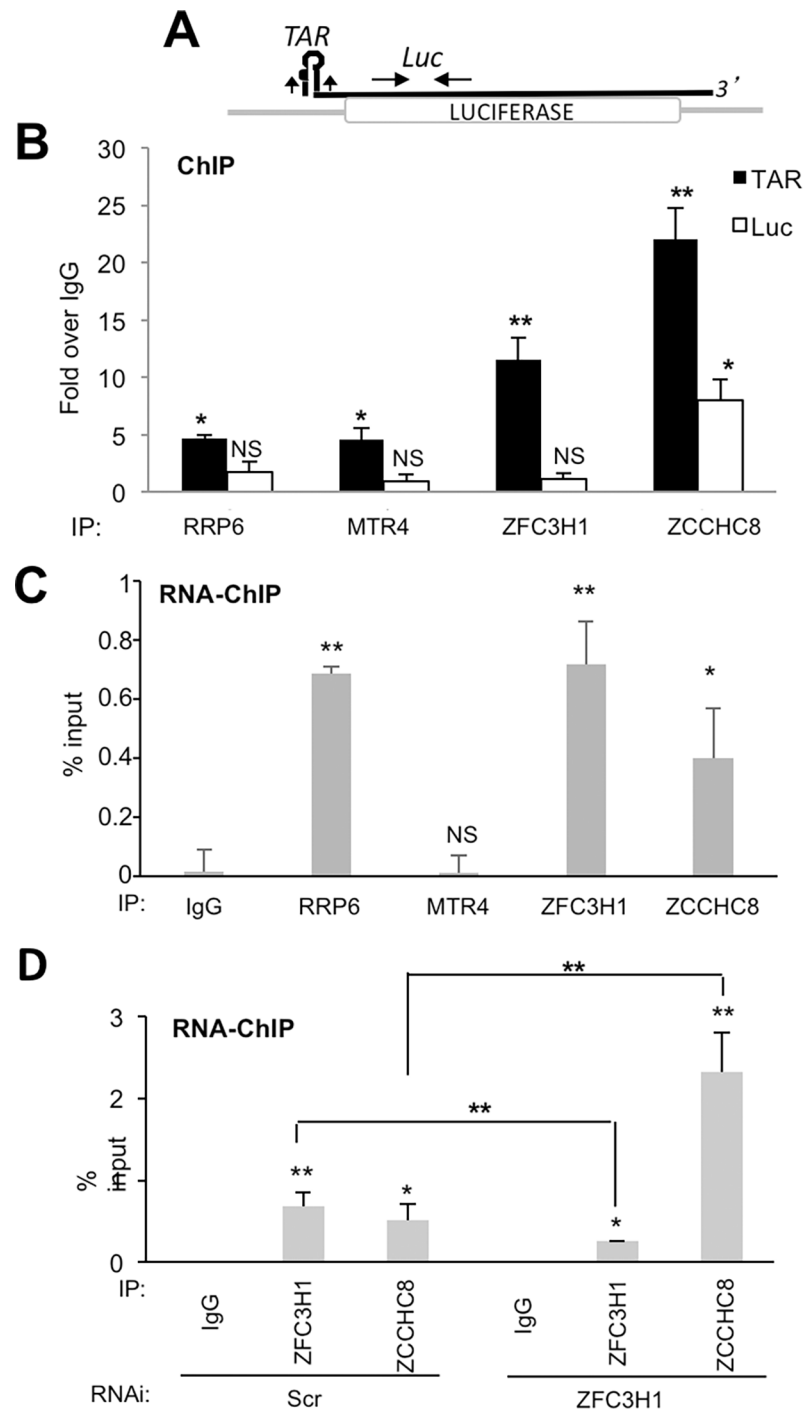 A
TAR
Luc
3'
LUCIFERASE
B
ChIP
TAR
Luc
30
25
20
15
10
5
0
Fold over IgG
*
NS
*
NS
**
NS
**
*
IP: RRP6 MTR4 ZFC3H1 ZCCHC8
C
RNA-ChIP
1
0.8
0.6
0.4
0.2
0
% input
**
NS
**
*
IP: IgG RRP6 MTR4 ZFC3H1 ZCCHC8
D
RNA-ChIP
3
2
1
0
%
input
**
**
**
*
*
**
IP: IgG ZFC3H1 ZCCHC8 IgG ZFC3H1 ZCCHC8
RNAi: Scr ZFC3H1